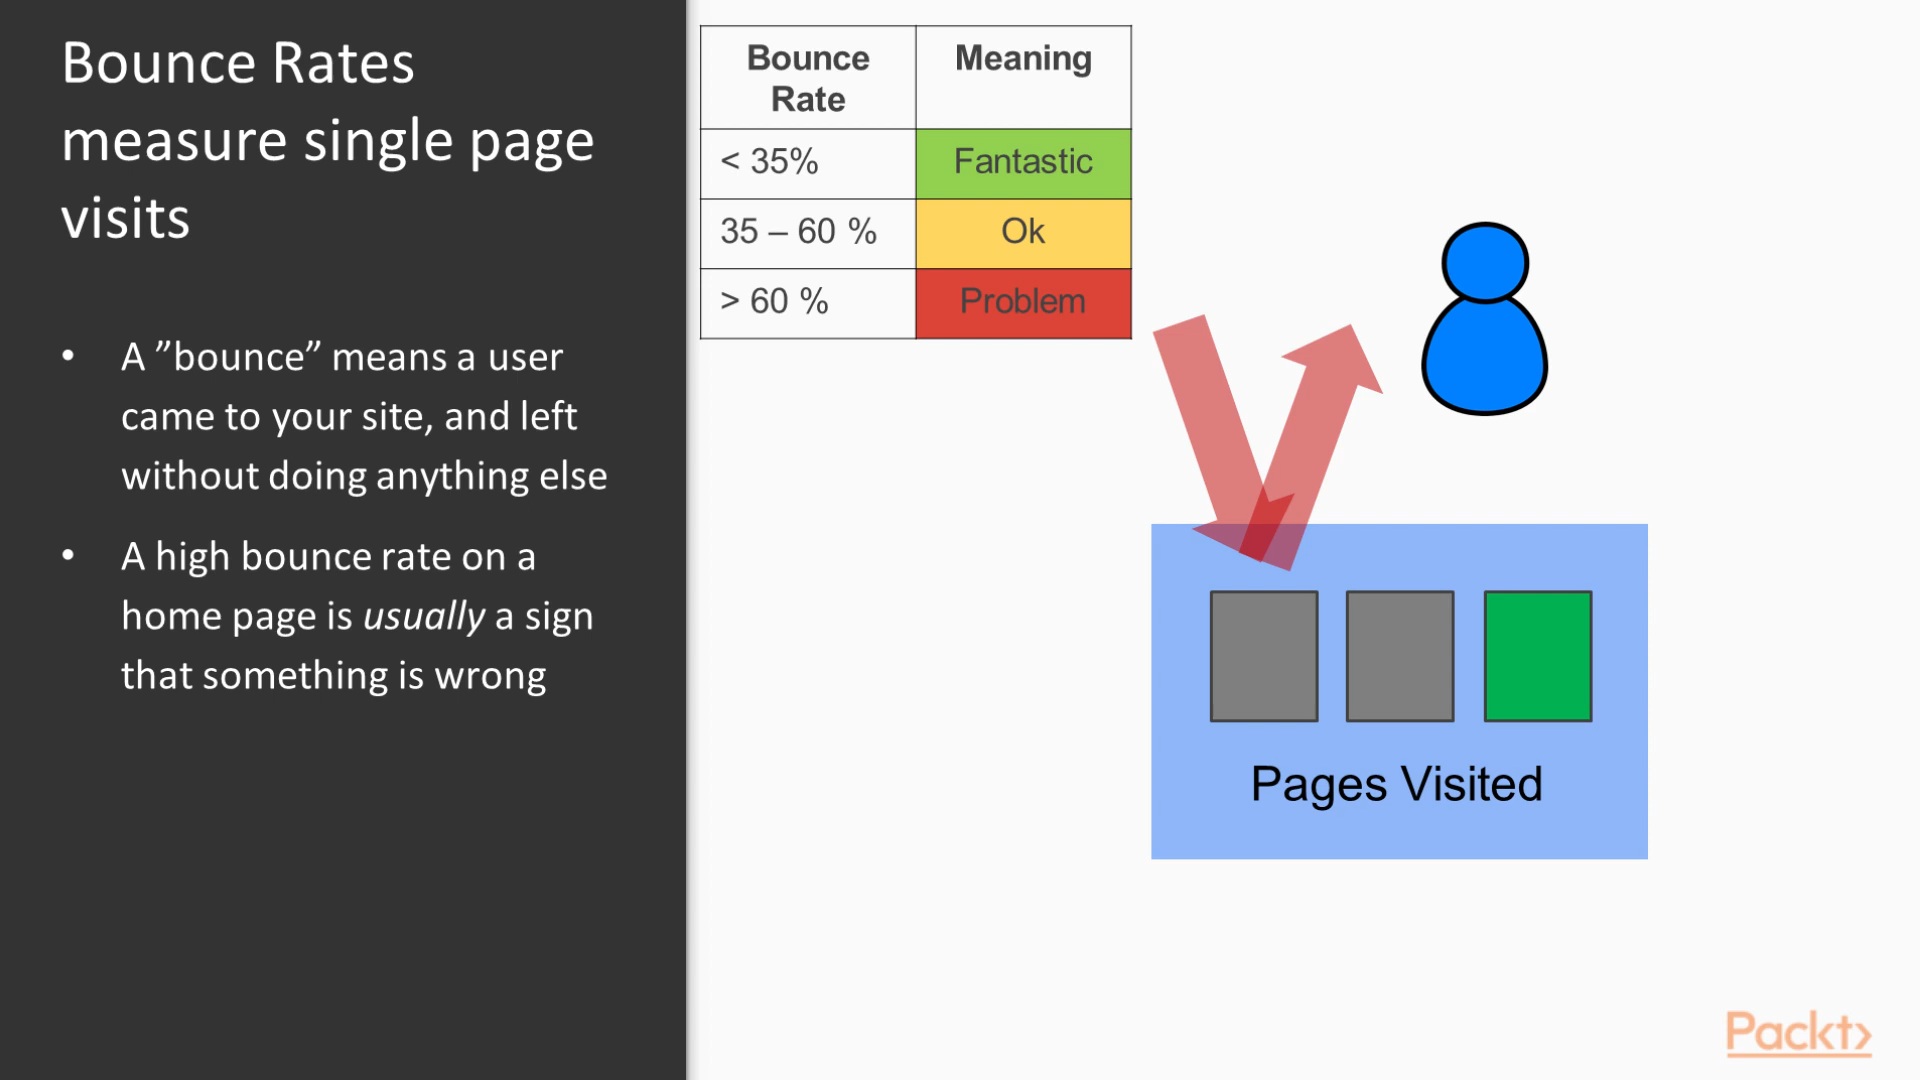 Bounce Rates
measure single page
visits
• A ”bounce” means a user
came to your site, and left
without doing anything else
• A high bounce rate on a
home page is usually a sign
that something is wrong
Bounce
Rate
Meaning
< 35%
Fantastic
35 – 60 %
Ok
> 60 %
Problem
Pages Visited
Packt>